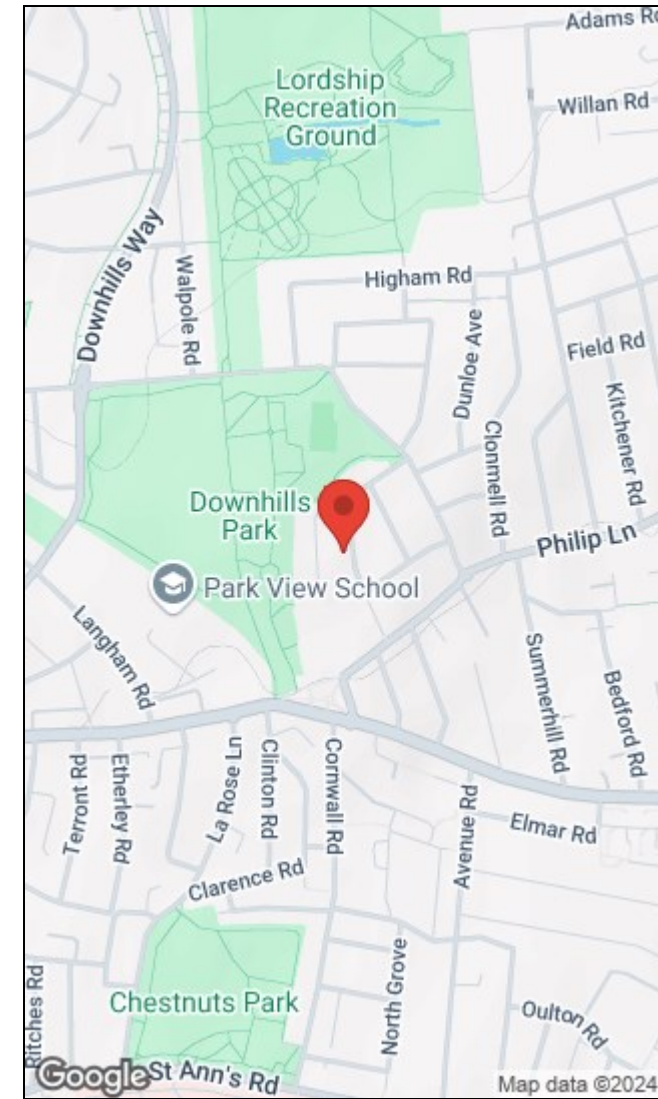 Adams Rd
Lordship
Recreation
Ground
Willan Rd
Downhills Way
Walpole Rd
Higham Rd
Dunloe Ave
Field Rd
Kitchener Rd
Clonmell Rd
Downhills
Park
Philip Ln
Park View School
Langham Rd
Summerhill Rd
Bedford Rd
Terront Rd
Etherley Rd
La Rose Ln
Clinton Rd
Cornwall Rd
Avenue Rd
Elmar Rd
Clarence Rd
Chestnuts Park
North Grove
Oulton Rd
Ritches Rd
St Ann's Rd
Google
Map data ©2024